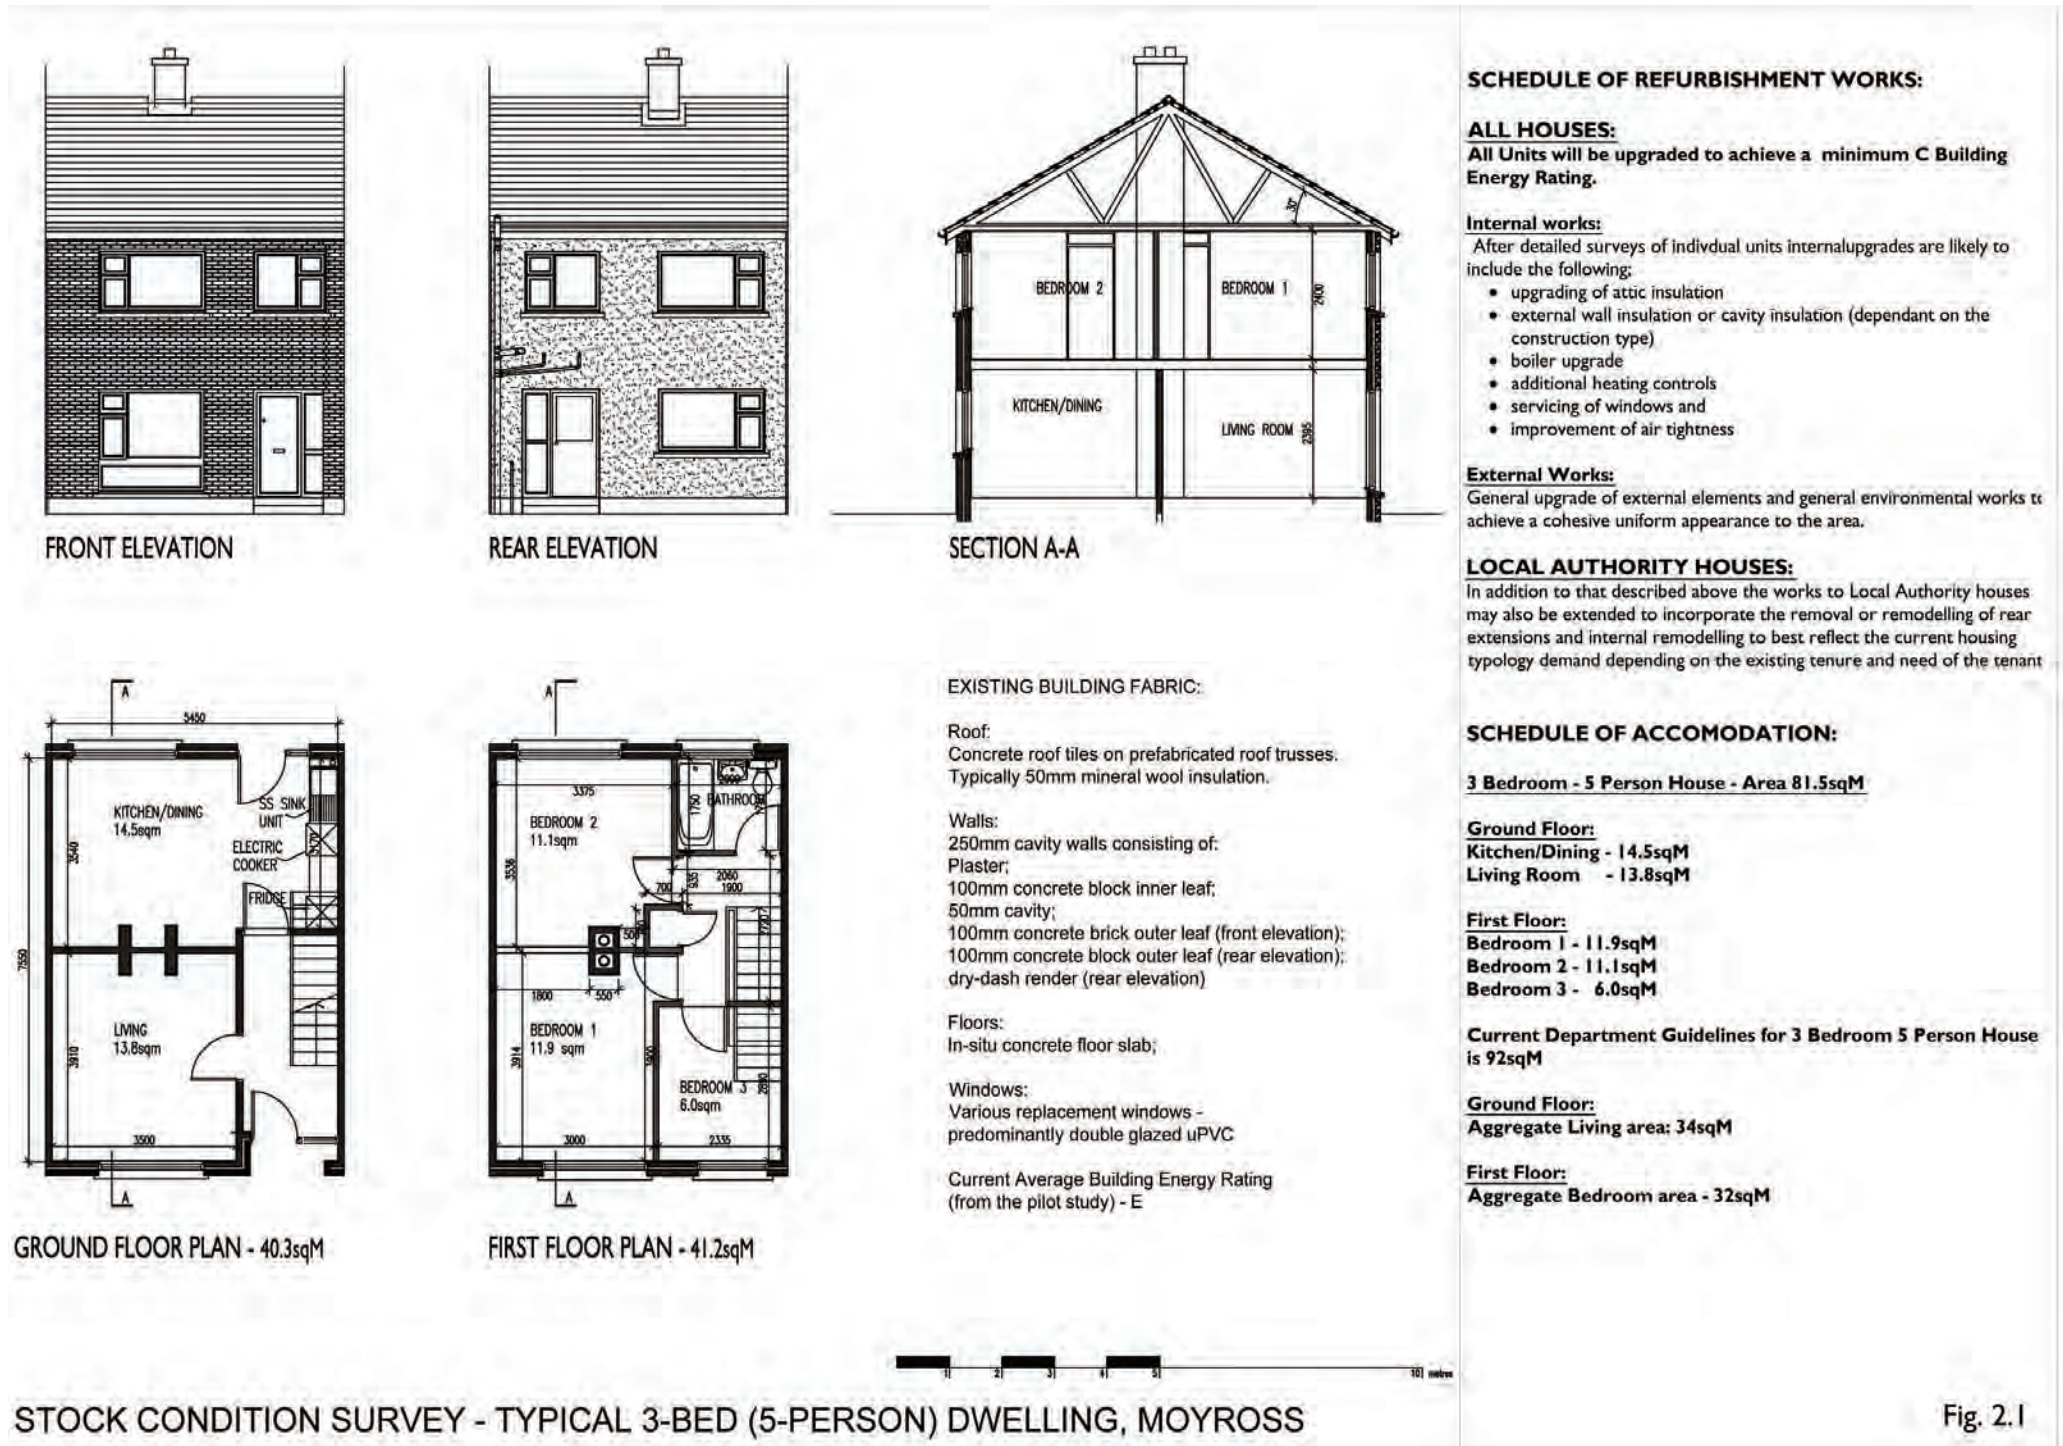 FRONT ELEVATION
REAR ELEVATION
30°
BEDROOM 2
BEDROOM 1
2400
KITCHEN/DINING
LIVING ROOM
2395
SECTION A-A
A
5450
KITCHEN/DINING
14.5sqm
SS SINK
UNIT
ELECTRIC
COOKER
FRIDGE
7550
LIVING
13.8sqm
3910
3500
A
GROUND FLOOR PLAN - 40.3sqM
A
3375
BEDROOM 2
11.1sqm
3536
1750
BATHROOM
700
935
2060
1900
1800
550
BEDROOM 1
11.9 sqm
3914
BEDROOM 3
6.0sqm
3000
2335
A
FIRST FLOOR PLAN - 41.2sqM
EXISTING BUILDING FABRIC:
Roof:
Concrete roof tiles on prefabricated roof trusses.
Typically 50mm mineral wool insulation.
Walls:
250mm cavity walls consisting of:
Plaster;
100mm concrete block inner leaf;
50mm cavity;
100mm concrete brick outer leaf (front elevation);
100mm concrete block outer leaf (rear elevation);
dry-dash render (rear elevation)
Floors:
In-situ concrete floor slab;
Windows:
Various replacement windows -
predominantly double glazed uPVC
Current Average Building Energy Rating
(from the pilot study) - E
1 2 3 4 5 10 metres
SCHEDULE OF REFURBISHMENT WORKS:
ALL HOUSES:
All Units will be upgraded to achieve a minimum C Building
Energy Rating.
Internal works:
After detailed surveys of indivdual units internalupgrades are likely to
include the following;
• upgrading of attic insulation
• external wall insulation or cavity insulation (dependant on the
construction type)
• boiler upgrade
• additional heating controls
• servicing of windows and
• improvement of air tightness
External Works:
General upgrade of external elements and general environmental works
achieve a cohesive uniform appearance to the area.
LOCAL AUTHORITY HOUSES:
In addition to that described above the works to Local Authority houses
may also be extended to incorporate the removal or remodelling of rear
extensions and internal remodelling to best reflect the current housing
typology demand depending on the existing tenure and need of the tenant
SCHEDULE OF ACCOMODATION:
3 Bedroom - 5 Person House - Area 81.5sqM
Ground Floor:
Kitchen/Dining - 14.5sqM
Living Room - 13.8sqM
First Floor:
Bedroom 1 - 11.9sqM
Bedroom 2 - 11.1sqM
Bedroom 3 - 6.0sqM
Current Department Guidelines for 3 Bedroom 5 Person House
is 92sqM
Ground Floor:
Aggregate Living area: 34sqM
First Floor:
Aggregate Bedroom area - 32sqM
STOCK CONDITION SURVEY - TYPICAL 3-BED (5-PERSON) DWELLING, MOYROSS
Fig. 2.1